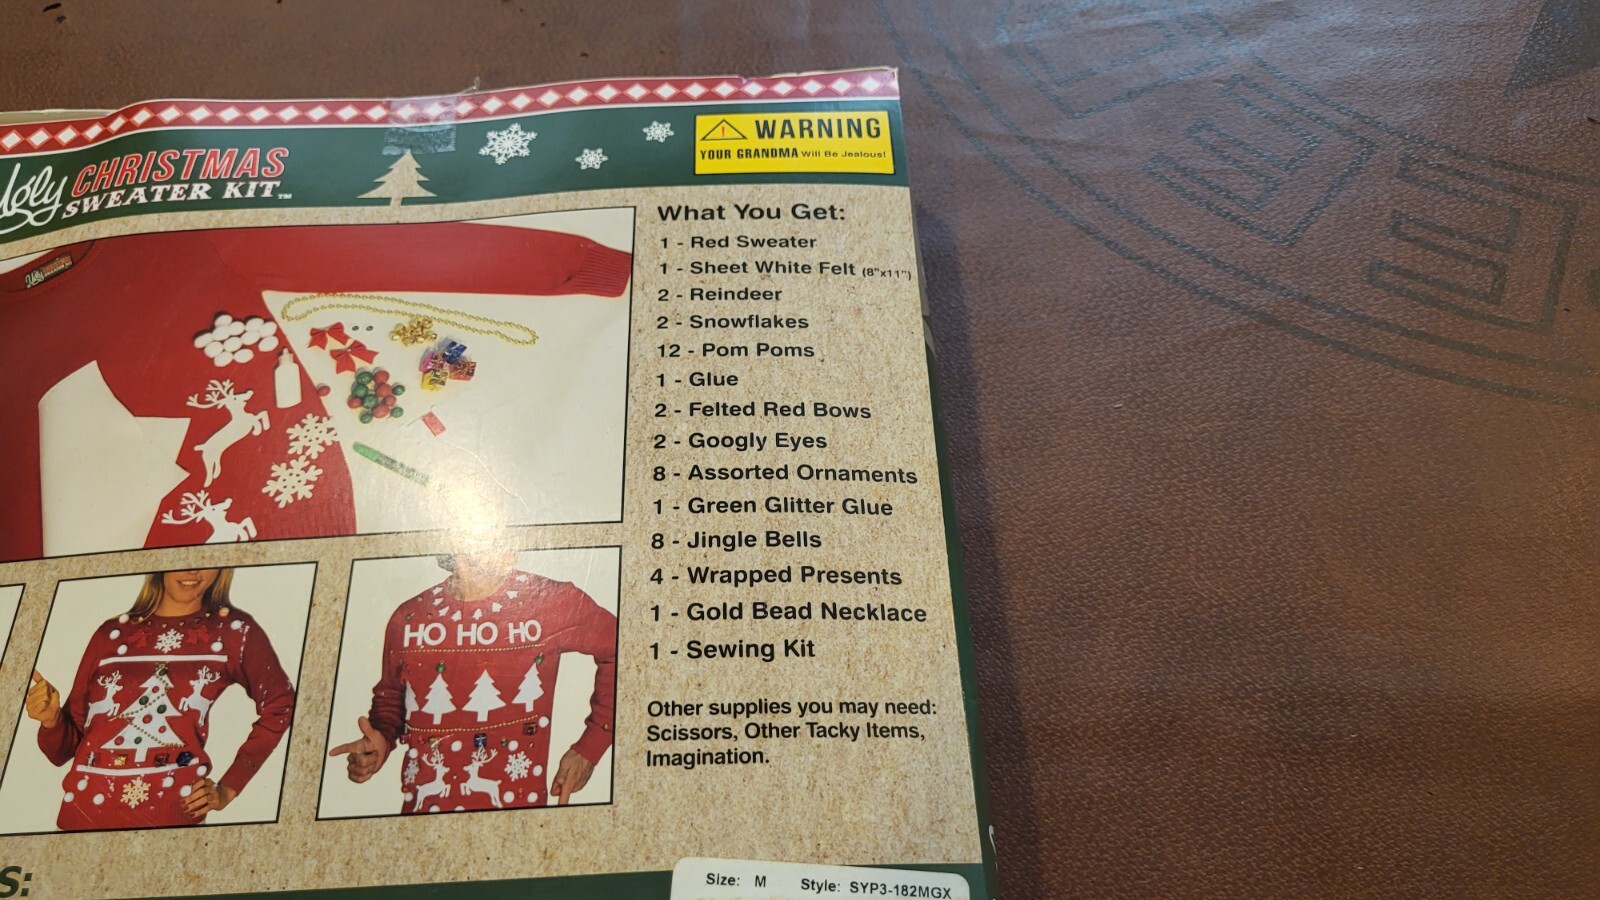 Ugly CHRISTMAS
SWEATER KIT™
WARNING
YOUR GRANDMA Will Be Jealous!
What You Get:
1 - Red Sweater
1 - Sheet White Felt (8"x11")
2 - Reindeer
2 - Snowflakes
12 - Pom Poms
1 - Glue
2 - Felted Red Bows
2 - Googly Eyes
8 - Assorted Ornaments
1 - Green Glitter Glue
8 - Jingle Bells
4 - Wrapped Presents
1 - Gold Bead Necklace
1 - Sewing Kit
Other supplies you may need:
Scissors, Other Tacky Items,
Imagination.
HO HO HO
S:
Size: M Style: SYP3-182MGX